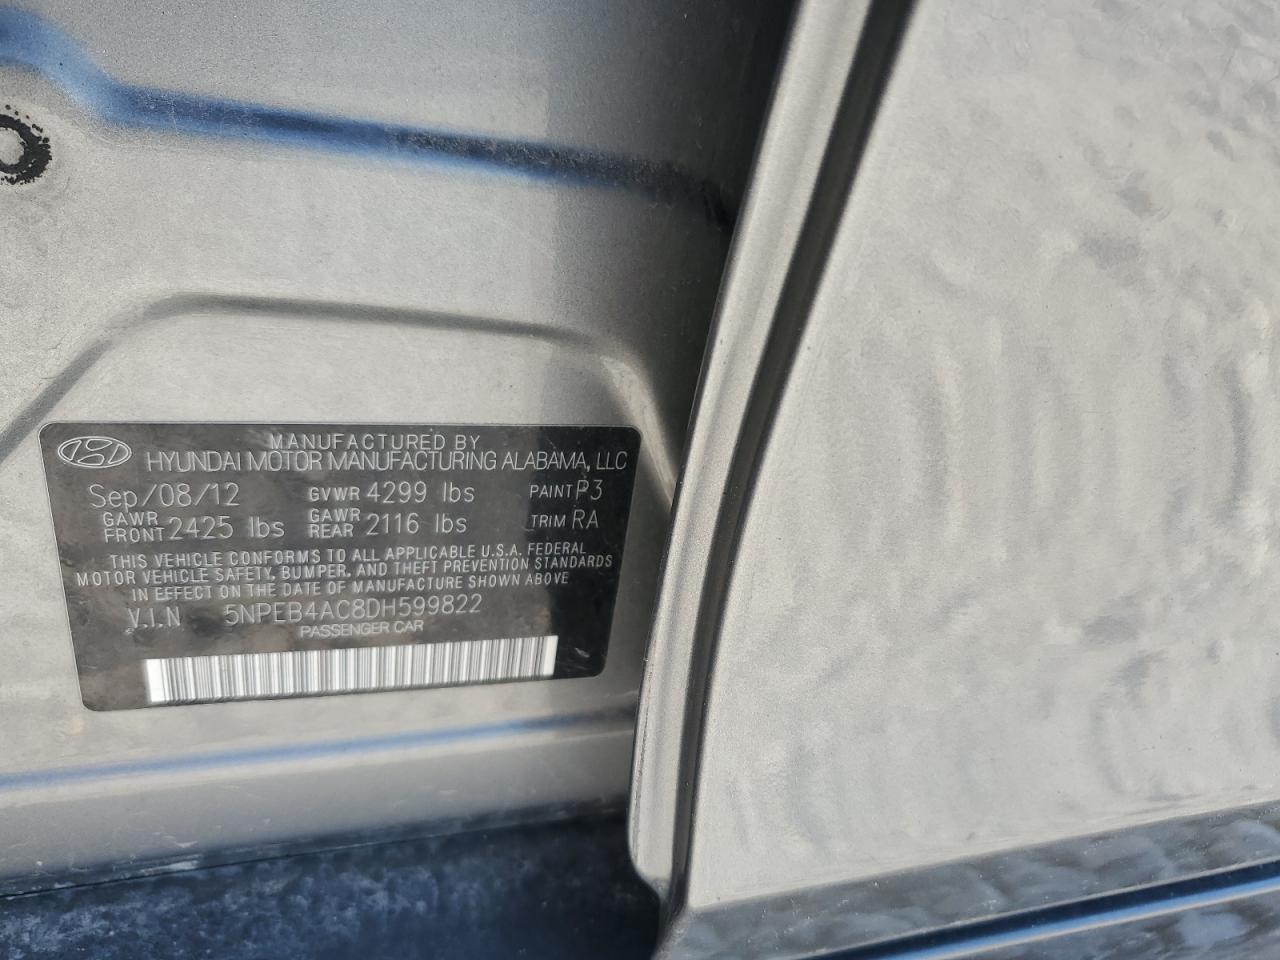 MANUFACTURED BY
HYUNDAI MOTOR MANUFACTURING ALABAMA, LLC
Sep/08/12 GVWR 4299 lbs PAINT P3
GAWR FRONT 2425 lbs GAWR REAR 2116 lbs TRIM RA
THIS VEHICLE CONFORMS TO ALL APPLICABLE U.S.A. FEDERAL
MOTOR VEHICLE SAFETY, BUMPER, AND THEFT PREVENTION STANDARDS
IN EFFECT ON THE DATE OF MANUFACTURE SHOWN ABOVE
V.I.N 5NPEB4AC8DH599822
PASSENGER CAR